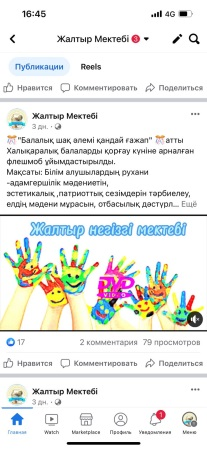 16:45
4G
Жалтыр Мектебі 3
Публикации Reels
Нравится Комментировать Поделиться
Жалтыр Мектебі
3 дн. ·
"Балалық шақ әлемі қандай ғажап" атты
Халықаралық балаларды қорғау күніне арналған
флешмоб ұйымдастырылды.
Мақсаты: Білім алушылардың рухани
-адамгершілік мәдениетін,
эстетикалық ,патриоттық сезімдерін тәрбиелеу,
елдің мәдени мұрасын, отбасылық дәстүрл... Ещё
Жалтыр негізгі мектебі
VIDEO
17 2 комментария 79 просмотров
Нравится Комментировать Поделиться
Жалтыр Мектебі
3 дн. ·
Главная Watch Marketplace Профиль Уведомления Меню
1